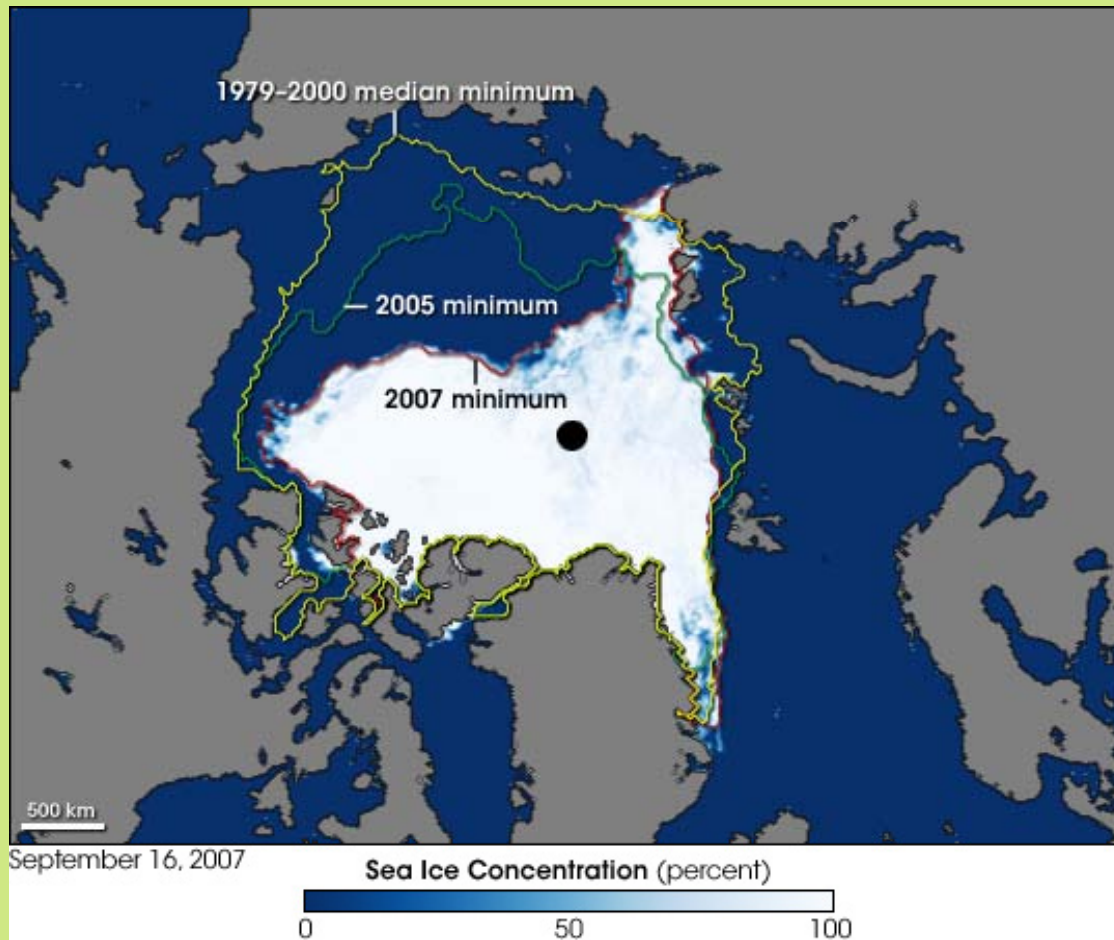 1979-2000 median minimum
2005 minimum
2007 minimum
500 km
September 16, 2007
Sea Ice Concentration (percent)
0 50 100